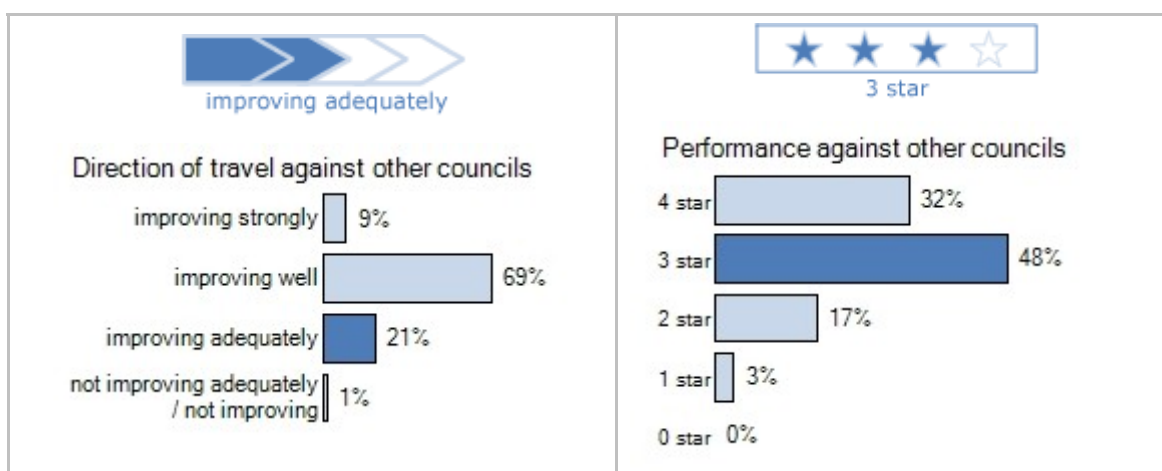 improving adequately
Direction of travel against other councils
improving strongly 9%
improving well 69%
improving adequately 21%
not improving adequately
/ not improving 1%
3 star
Performance against other councils
4 star 32%
3 star 48%
2 star 17%
1 star 3%
0 star 0%